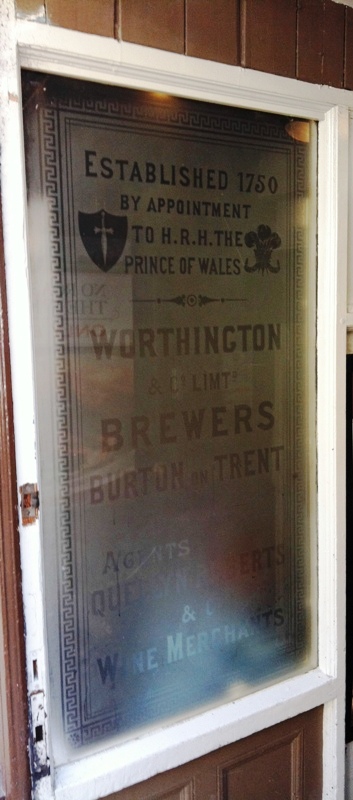 ESTABLISHED 1750
BY APPOINTMENT
TO H.R.H. THE
PRINCE OF WALES
WORTHINGTON
& Co LIMTD
BREWERS
BURTON ON TRENT
AGENTS
& Co
WINE MERCHANTS